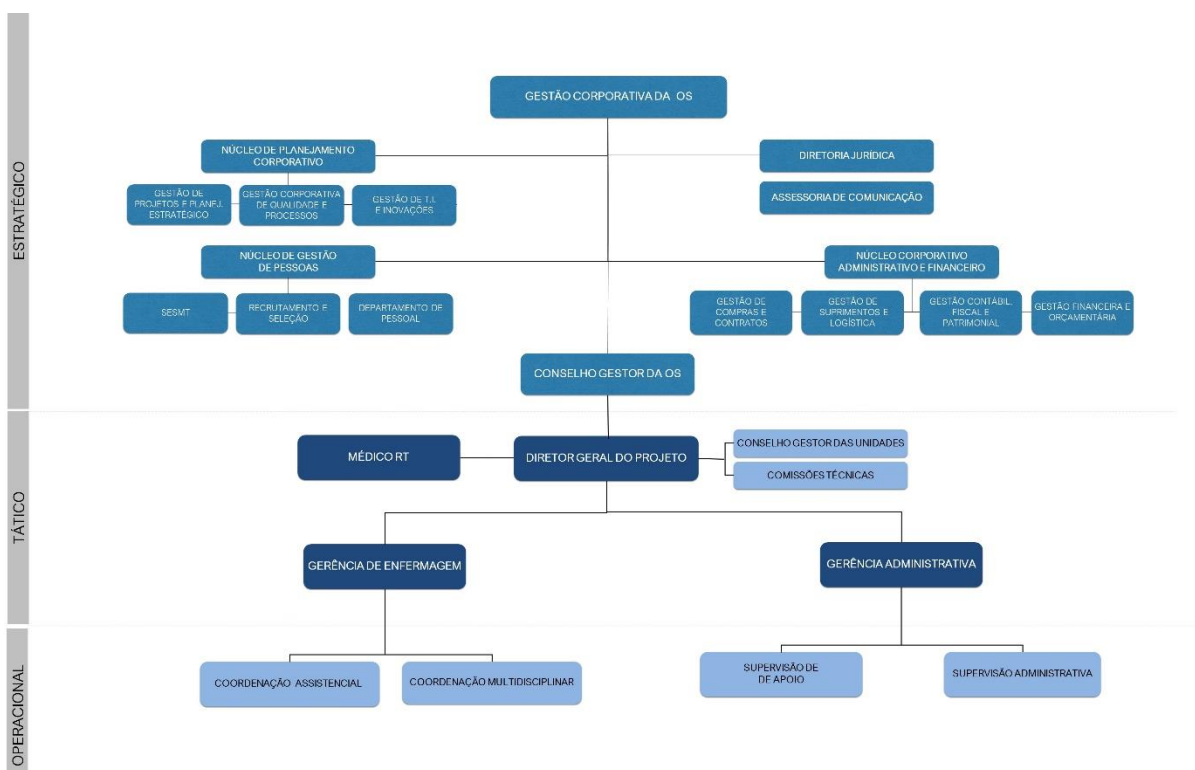 ESTRATÉGICO
GESTÃO CORPORATIVA DA OS
NÚCLEO DE PLANEJAMENTO
CORPORATIVO
DIRETORIA JURÍDICA
GESTÃO DE
PROJETOS E PLANEJ.
ESTRATÉGICO
GESTÃO CORPORATIVA
DE QUALIDADE E
PROCESSOS
GESTÃO DE T.I.
E INOVAÇÕES
ASSESSORIA DE COMUNICAÇÃO
NÚCLEO DE GESTÃO
DE PESSOAS
NÚCLEO CORPORATIVO
ADMINISTRATIVO E FINANCEIRO
SESMT
RECRUTAMENTO E
SELEÇÃO
DEPARTAMENTO DE
PESSOAL
GESTÃO DE
COMPRAS E
CONTRATOS
GESTÃO DE
SUPRIMENTOS E
LOGÍSTICA
GESTÃO CONTÁBIL.
FISCAL E
PATRIMONIAL
GESTÃO FINANCEIRA E
ORÇAMENTÁRIA
CONSELHO GESTOR DA OS
TÁTICO
MÉDICO RT
DIRETOR GERAL DO PROJETO
CONSELHO GESTOR DAS UNIDADES
COMISSÕES TÉCNICAS
GERÊNCIA DE ENFERMAGEM
GERÊNCIA ADMINISTRATIVA
OPERACIONAL
COORDENAÇÃO ASSISTENCIAL
COORDENAÇÃO MULTIDISCIPLINAR
SUPERVISÃO DE
DE APOIO
SUPERVISÃO ADMINISTRATIVA